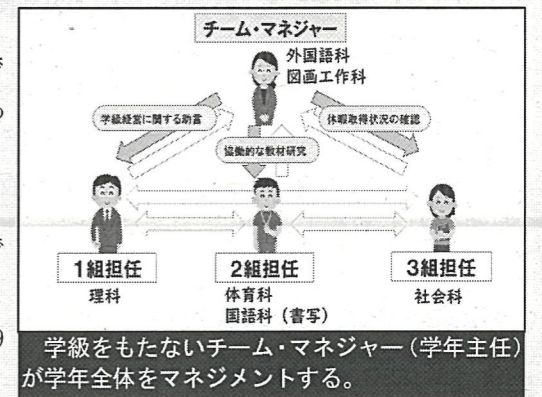 チーム・マネジャー
外国語科
図画工作科
学級経営に関する助言
休暇取得状況の確認
協働的な教材研究
1組担任
2組担任
3組担任
理科
体育科
社会科
国語科（書写）
学級をもたないチーム・マネジャー（学年主任）
が学年全体をマネジメントする。